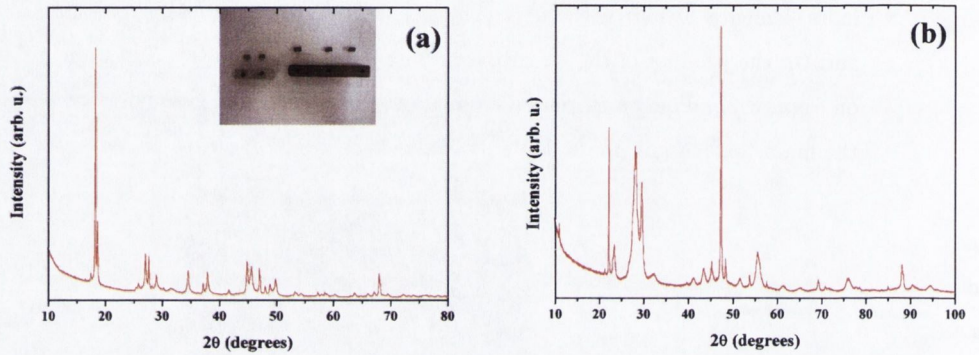 (a)
Intensity (arb. u.)
10 20 30 40 50 60 70 80
2θ (degrees)
(b)
Intensity (arb. u.)
10 20 30 40 50 60 70 80 90 100
2θ (degrees)